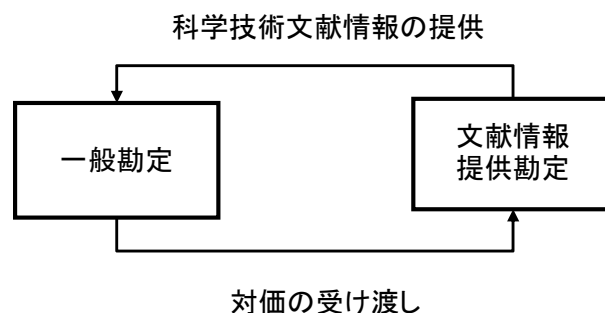 科学技術文献情報の提供
一般勘定
文献情報
提供勘定
対価の受け渡し